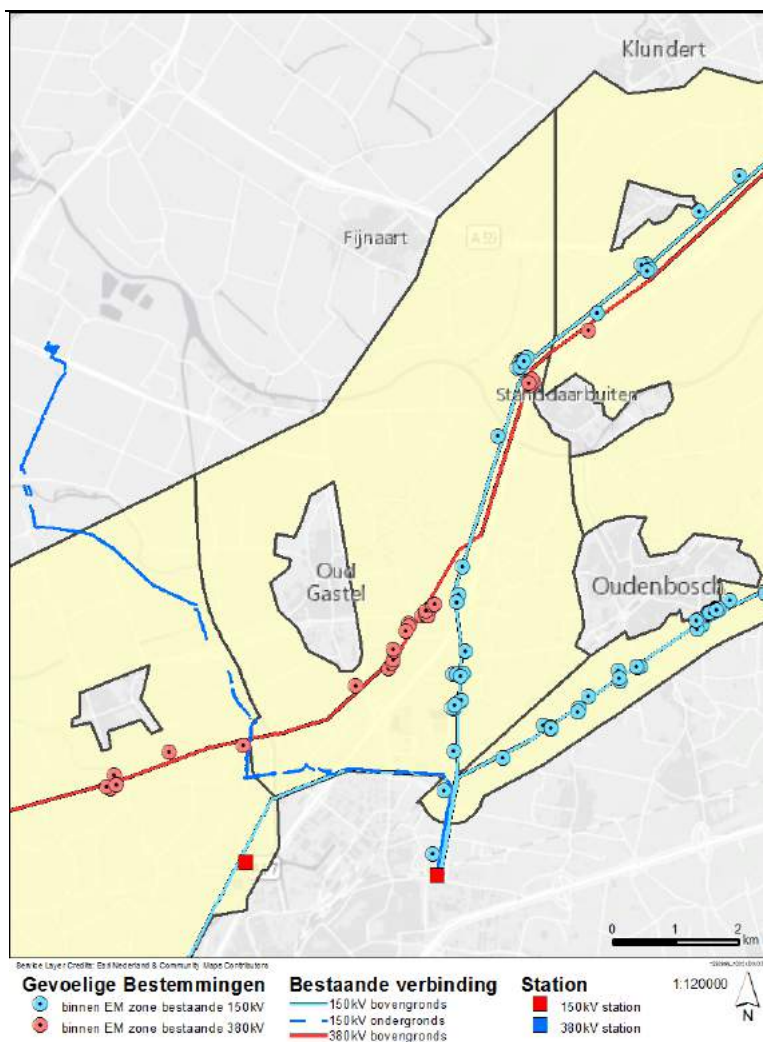 Klundert
Fijnaart
A59
Standdaarbuiten
Oud
Gastel
Oudenbosch
0 1 2
km
Service Layer Credits: Esri Nederland & Community Maps Contributors
Gevoelige Bestemmingen
binnen EM zone bestaande 150kV
binnen EM zone bestaande 380kV
Bestaande verbinding
150kV bovengronds
150kV ondergronds
380kV bovengronds
Station
150kV station
380kV station
1:120000
N